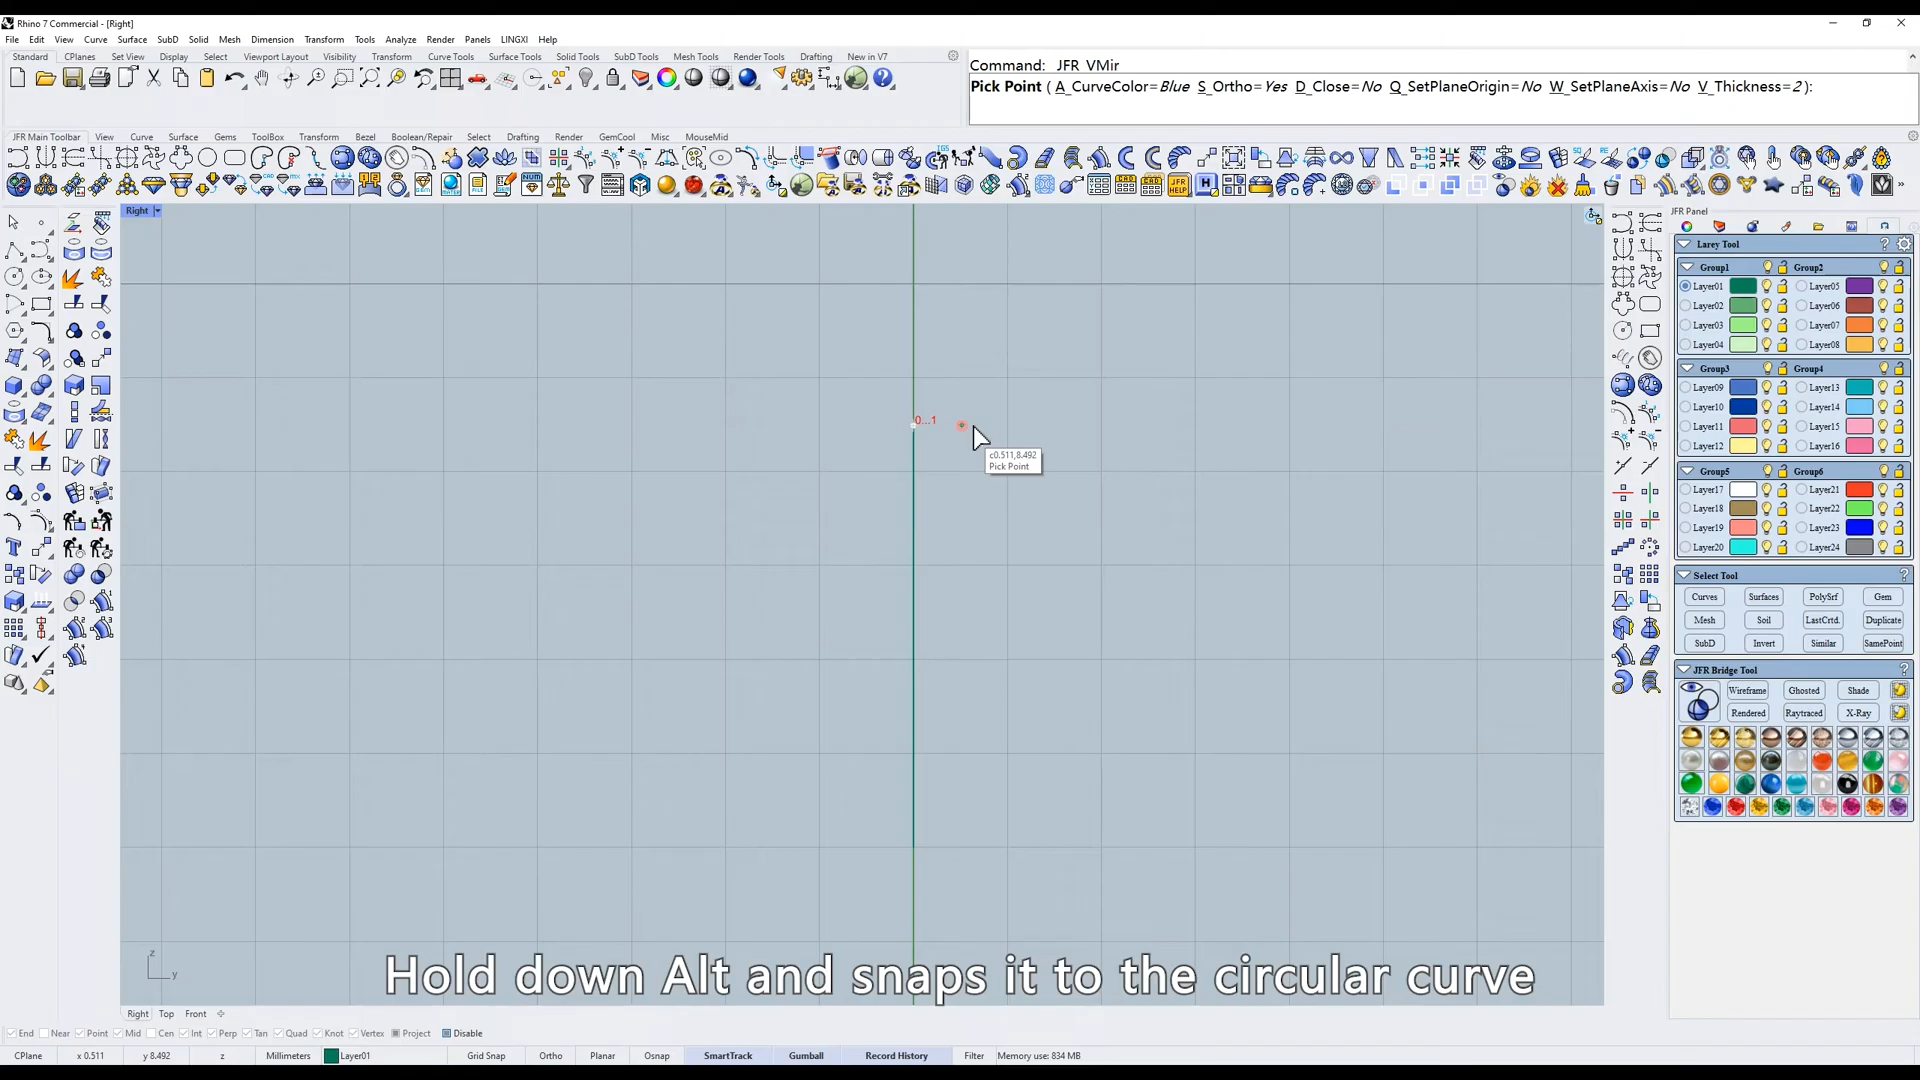 Rhino 7 Commercial - [Right]
File Edit View Curve Surface SubD Solid Mesh Dimension Transform Tools Analyze Render Panels LINGXI Help
Standard CPlanes Set View Display Select Viewport Layout Visibility Transform Curve Tools Surface Tools Solid Tools SubD Tools Mesh Tools Render Tools Drafting New in V7
Command: JFR_VMir
Pick Point ( A_CurveColor=Blue S_Ortho=Yes D_Close=No Q_SetPlaneOrigin=No W_SetPlaneAxis=No V_Thickness=2 ):
JFR Main Toolbar View Curve Surface Gems ToolBox Transform Bezel Boolean/Repair Select Drafting Render GemCool Misc MouseMid
Right
0...1
c0.511,8.492
Pick Point
z
y
Hold down Alt and snaps it to the circular curve
JFR Panel
Larey Tool ?
Group1 Group2
Layer01 Layer05
Layer02 Layer06
Layer03 Layer07
Layer04 Layer08
Group3 Group4
Layer09 Layer13
Layer10 Layer14
Layer11 Layer15
Layer12 Layer16
Group5 Group6
Layer17 Layer21
Layer18 Layer22
Layer19 Layer23
Layer20 Layer24
Select Tool ?
Curves Surfaces PolySrf Gem
Mesh Soil LastCrtd. Duplicate
SubD Invert Similar SamePoint
JFR Bridge Tool ?
Wireframe Ghosted Shade
Rendered Raytraced X-Ray
Right Top Front
End Near Point Mid Cen Int Perp Tan Quad Knot Vertex Project Disable
CPlane x 0.511 y 8.492 z Millimeters Layer01 Grid Snap Ortho Planar Osnap SmartTrack Gumball Record History Filter Memory use: 834 MB